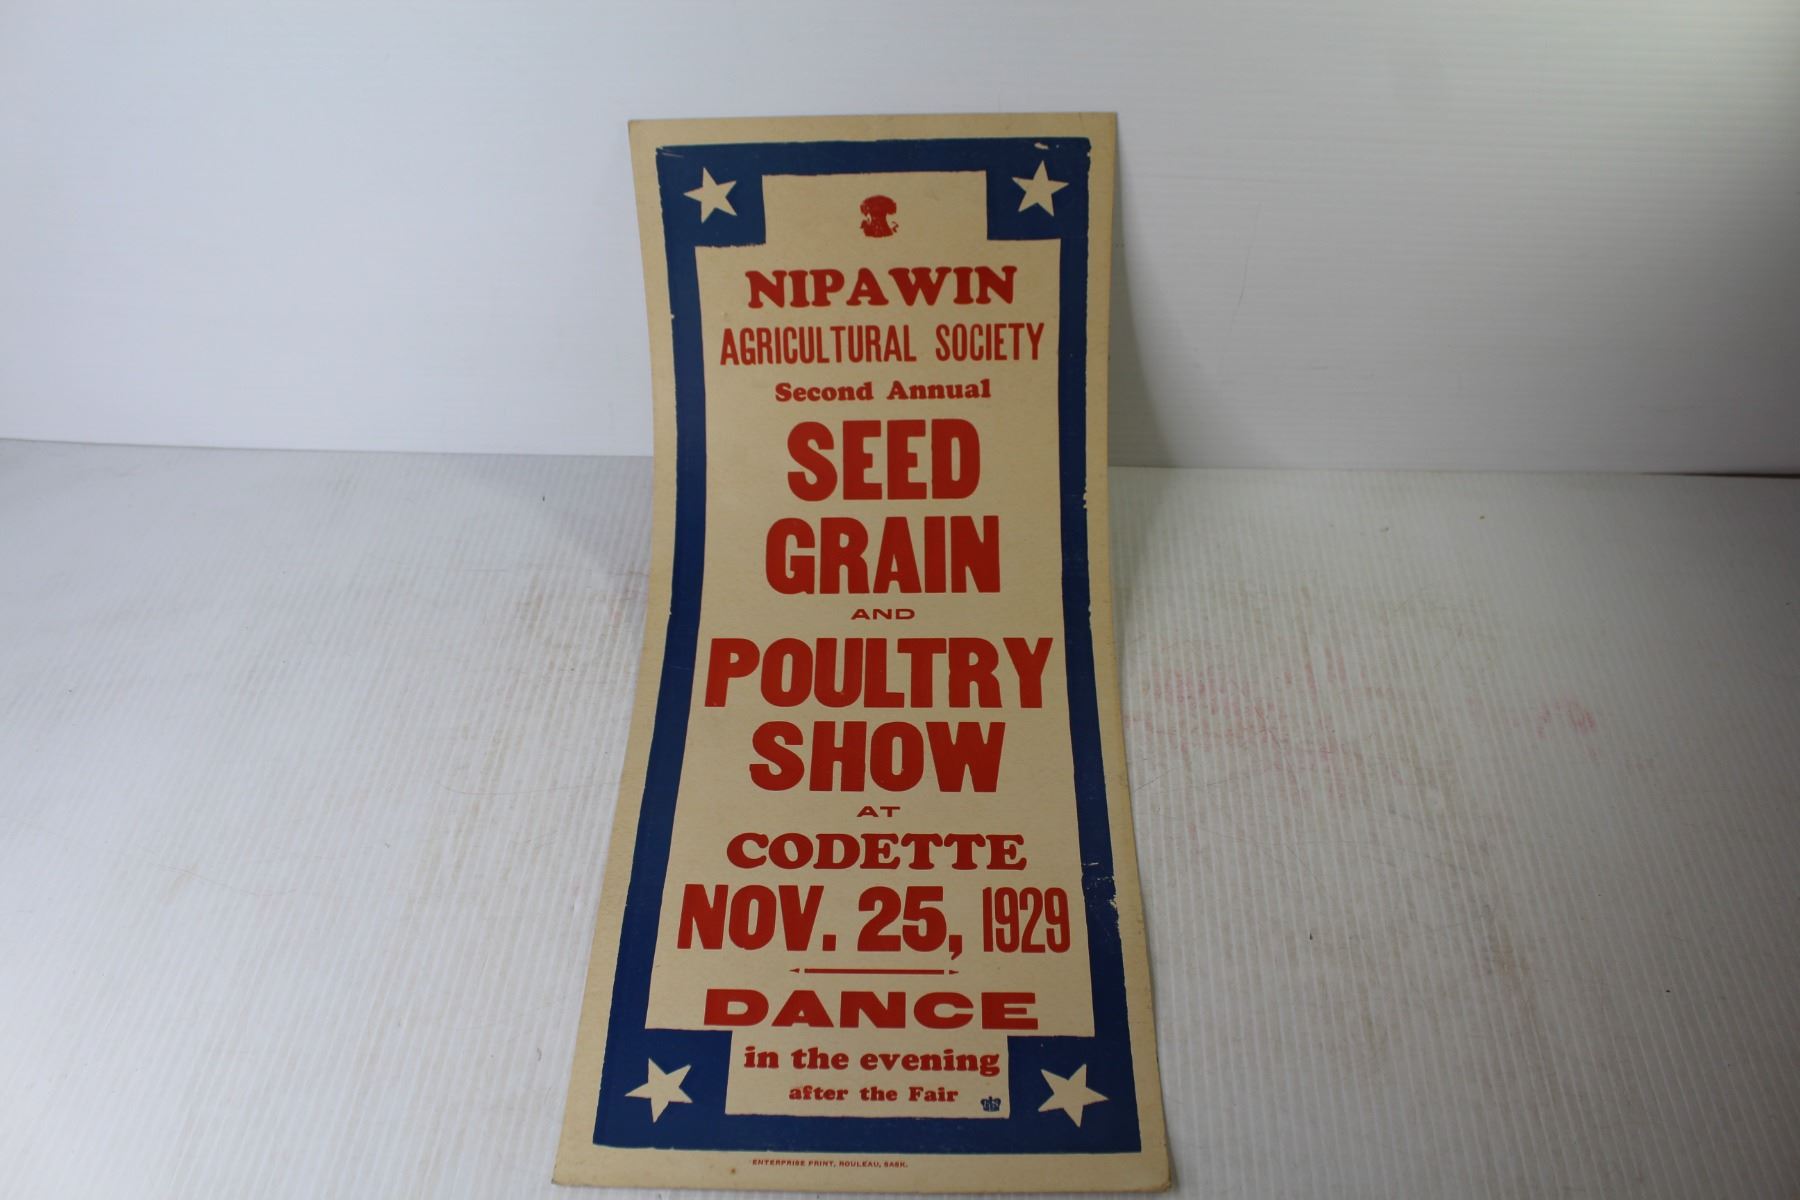 NIPAWIN
AGRICULTURAL SOCIETY
Second Annual
SEED
GRAIN
AND
POULTRY
SHOW
AT
CODETTE
NOV. 25, 1929
DANCE
in the evening
after the Fair
ENTERPRISE PRINT, ROULEAU, SASK.